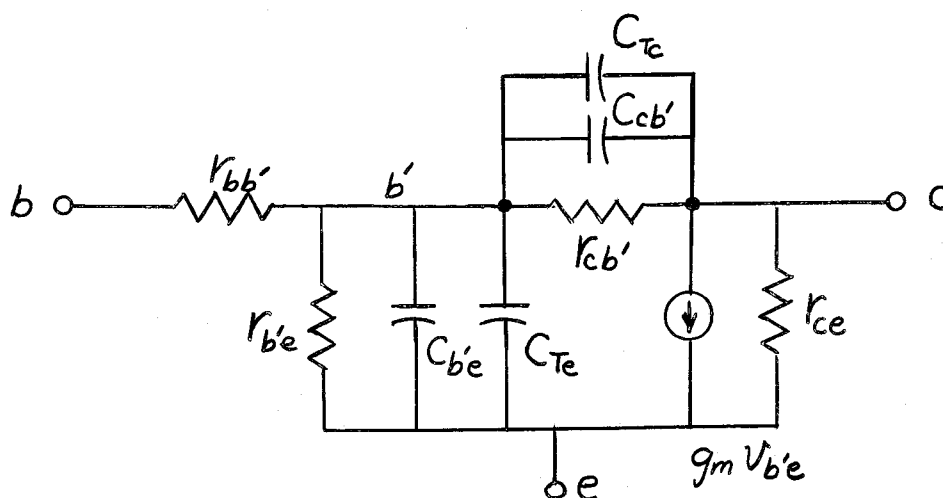 C_Tc
C_cb'
r_bb'
b'
b
c
r_cb'
r_b'e
C_b'e
C_Te
r_ce
g_m v_b'e
e